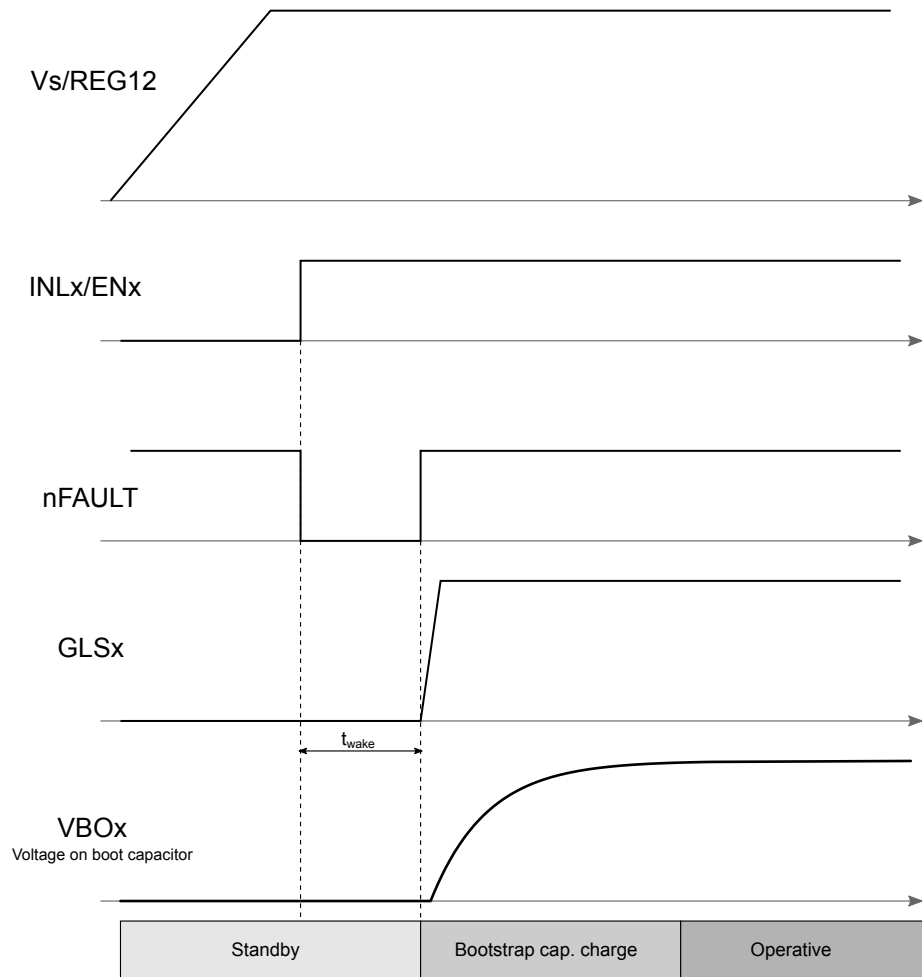 Vs/REG12
INLx/ENx
nFAULT
GLSx
twake
VBOx
Voltage on boot capacitor
Standby
Bootstrap cap. charge
Operative